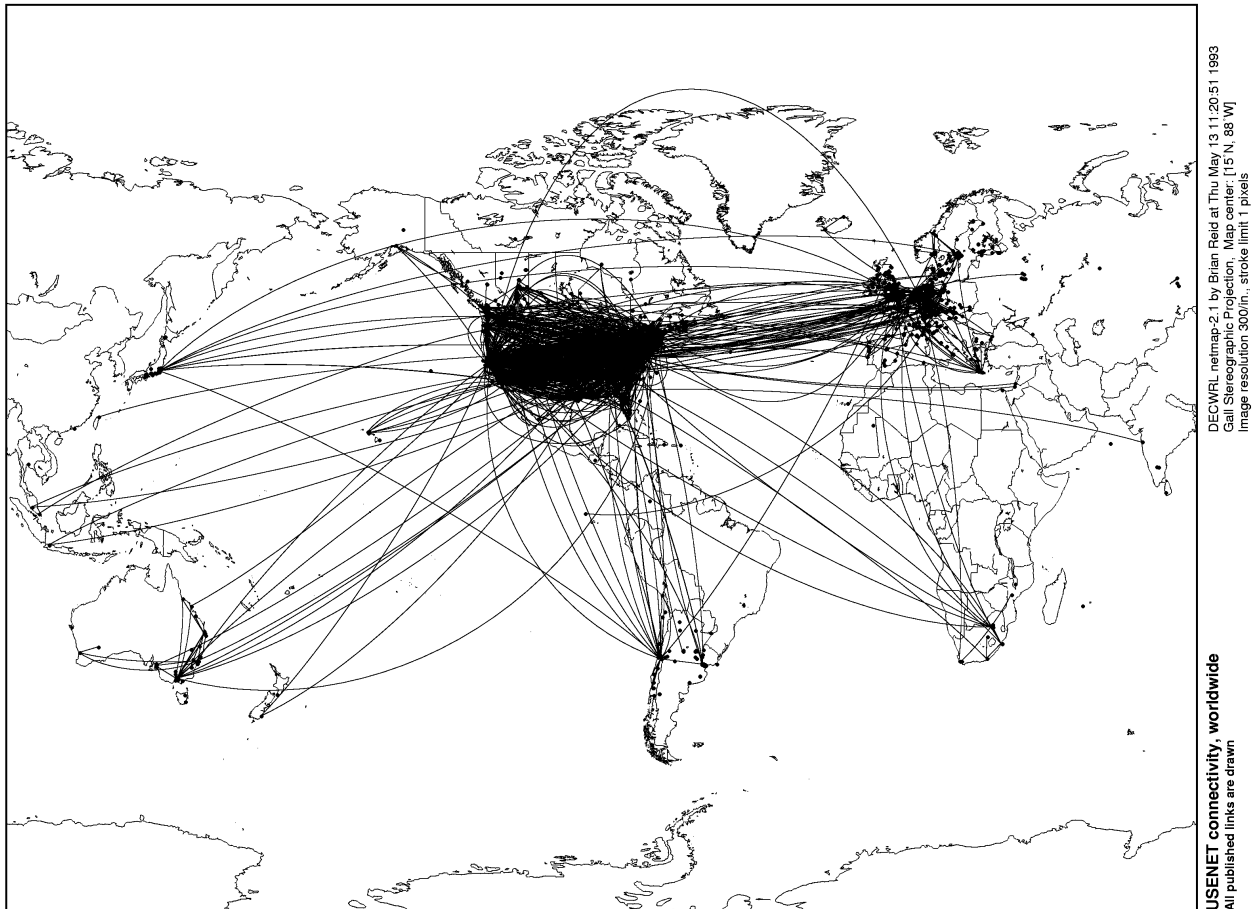 USENET connectivity, worldwide
All published links are drawn
DECWRL netmap-2.1 by Brian Reid at Thu May 13 11:20:51 1993
Gall Stereographic Projection, Map center: [15°N, 88°W]
Image resolution 300/in., stroke limit 1 pixels